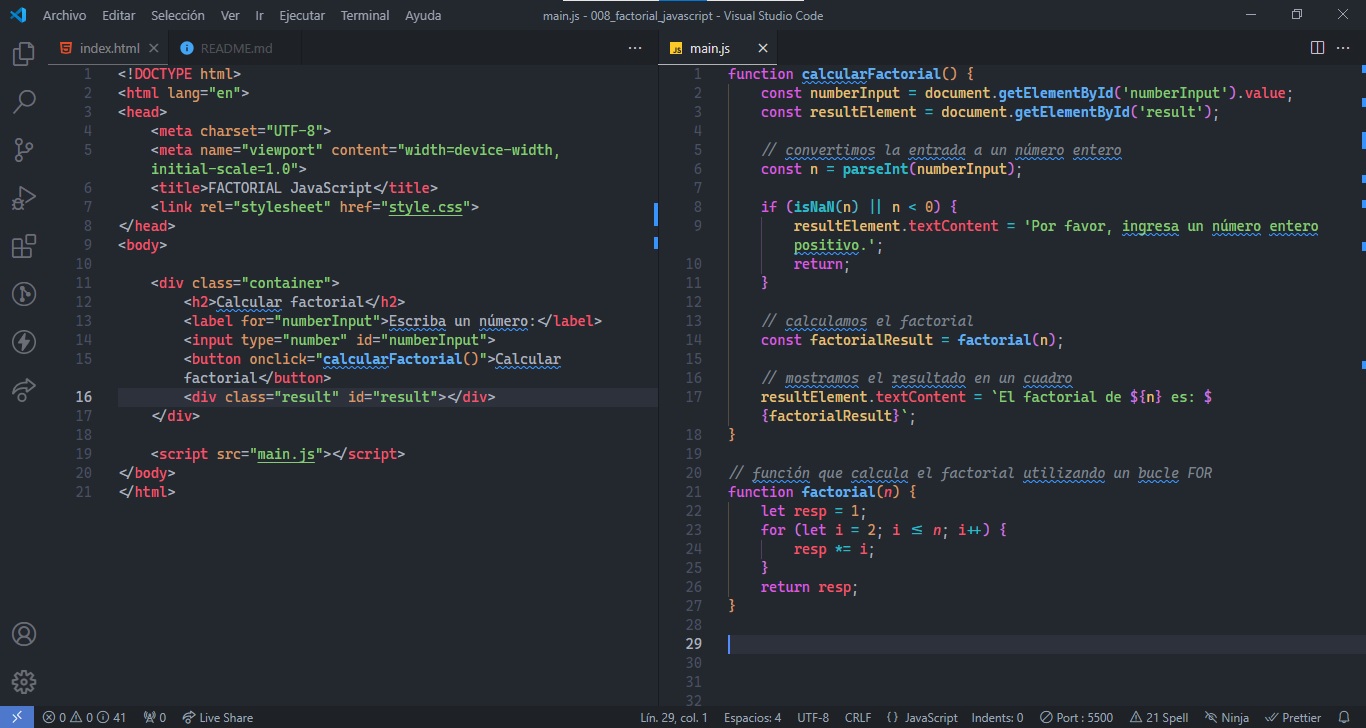 Archivo Editar Selección Ver Ir Ejecutar Terminal Ayuda
main.js - 008_factorial_javascript - Visual Studio Code
index.html
README.md
1 <!DOCTYPE html>
2 <html lang="en">
3 <head>
4 <meta charset="UTF-8">
5 <meta name="viewport" content="width=device-width,
initial-scale=1.0">
6 <title>FACTORIAL JavaScript</title>
7 <link rel="stylesheet" href="style.css">
8 </head>
9 <body>
10
11 <div class="container">
12 <h2>Calcular factorial</h2>
13 <label for="numberInput">Escriba un número:</label>
14 <input type="number" id="numberInput">
15 <button onclick="calcularFactorial()">Calcular
factorial</button>
16 <div class="result" id="result"></div>
17 </div>
18
19 <script src="main.js"></script>
20 </body>
21 </html>
JS main.js
1 function calcularFactorial() {
2 const numberInput = document.getElementById('numberInput').value;
3 const resultElement = document.getElementById('result');
4
5 // convertimos la entrada a un número entero
6 const n = parseInt(numberInput);
7
8 if (isNaN(n) || n < 0) {
9 resultElement.textContent = 'Por favor, ingresa un número entero
positivo.';
10 return;
11 }
12
13 // calculamos el factorial
14 const factorialResult = factorial(n);
15
16 // mostramos el resultado en un cuadro
17 resultElement.textContent = `El factorial de ${n} es: $
{factorialResult}`;
18 }
19
20 // función que calcula el factorial utilizando un bucle FOR
21 function factorial(n) {
22 let resp = 1;
23 for (let i = 2; i ≤ n; i++) {
24 resp *= i;
25 }
26 return resp;
27 }
28
29
30
31
32
0 0 41 0 Live Share
Lín. 29, col. 1 Espacios: 4 UTF-8 CRLF {} JavaScript Indents: 0 Port : 5500 21 Spell Ninja Prettier